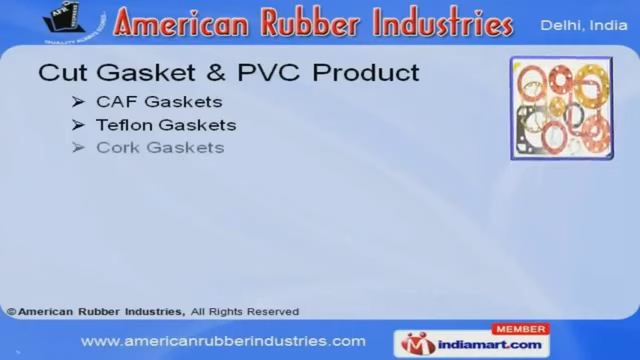 American Rubber Industries
Delhi, India
Cut Gasket & PVC Product
➢ CAF Gaskets
➢ Teflon Gaskets
➢ Cork Gaskets
©American Rubber Industries, All Rights Reserved
www.americanrubberindustries.com
MEMBER
indiamart.com